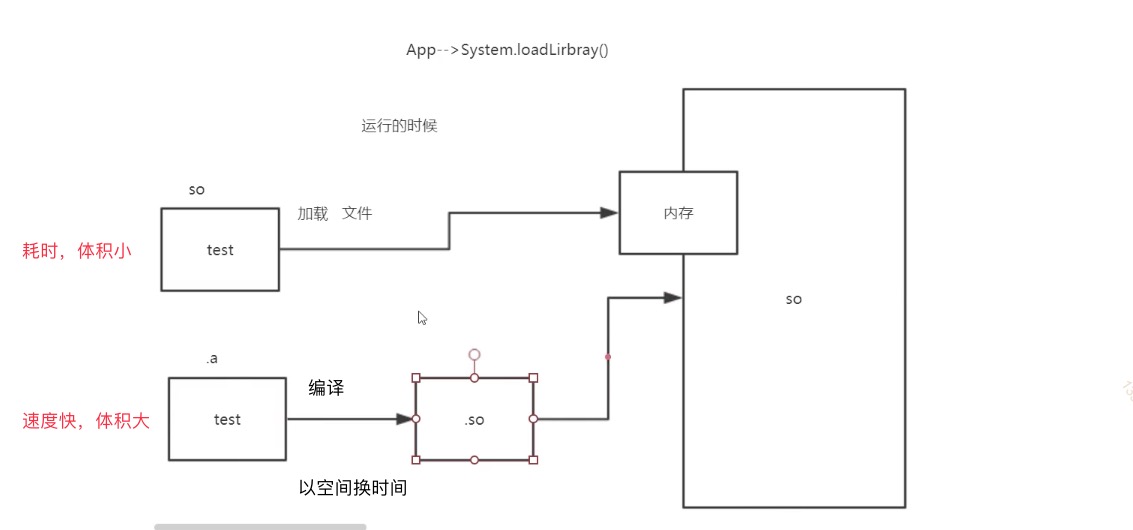 App-->System.loadLirbray()
运行的时候
so
加载 文件
内存
耗时，体积小
test
so
.a
编译
速度快，体积大
test
.so
以空间换时间